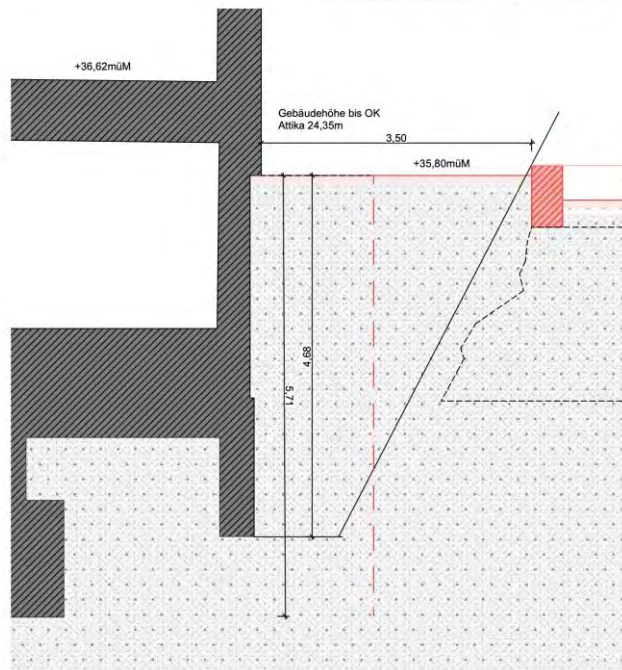 +36,62müM
Gebäudehöhe bis OK
Attika 24,35m
3,50
+35,80müM
4,68
5,71